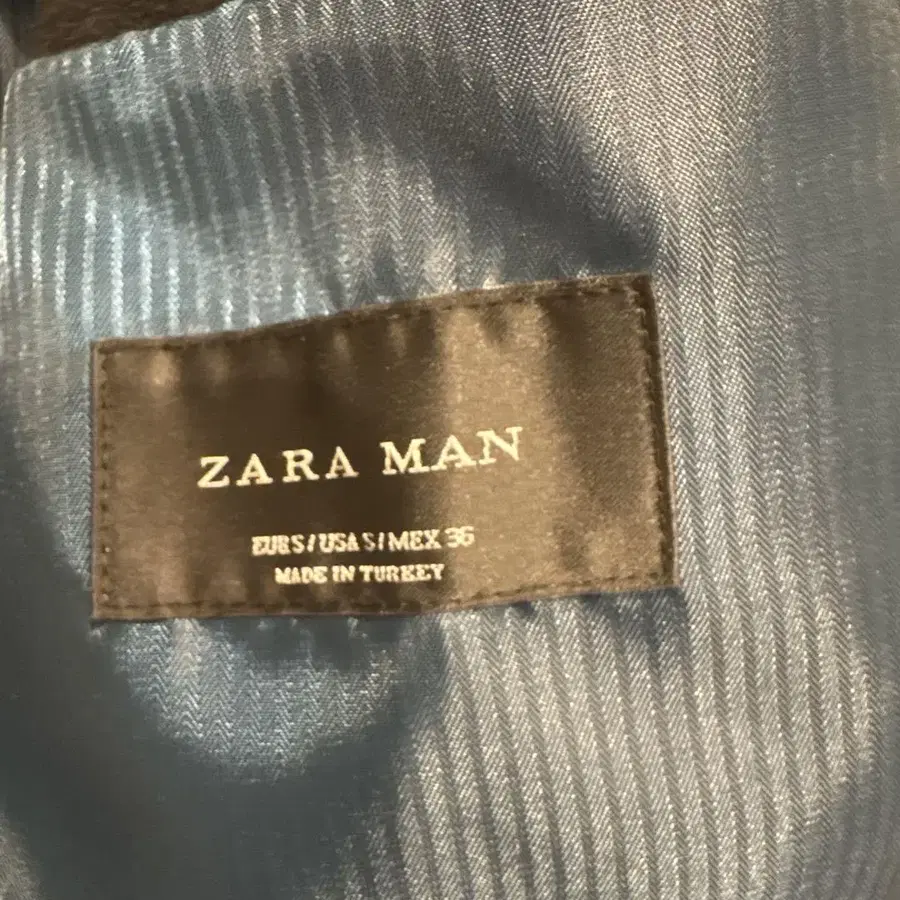 ZARA MAN
EUR S / USA S / MEX 36
MADE IN TURKEY